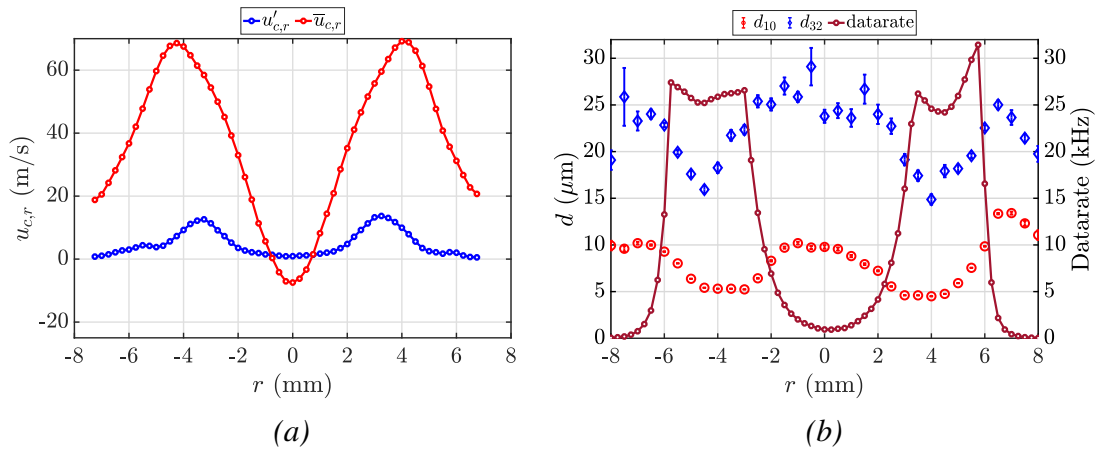 u′c,r u̅c,r
60
40
20
0
-20
uc,r (m/s)
-8 -6 -4 -2 0 2 4 6 8
r (mm)
(a)
d10 d32 datarate
30
25
20
15
10
5
0
d (μm)
30
25
20
15
10
5
0
Datarate (kHz)
-8 -6 -4 -2 0 2 4 6 8
r (mm)
(b)